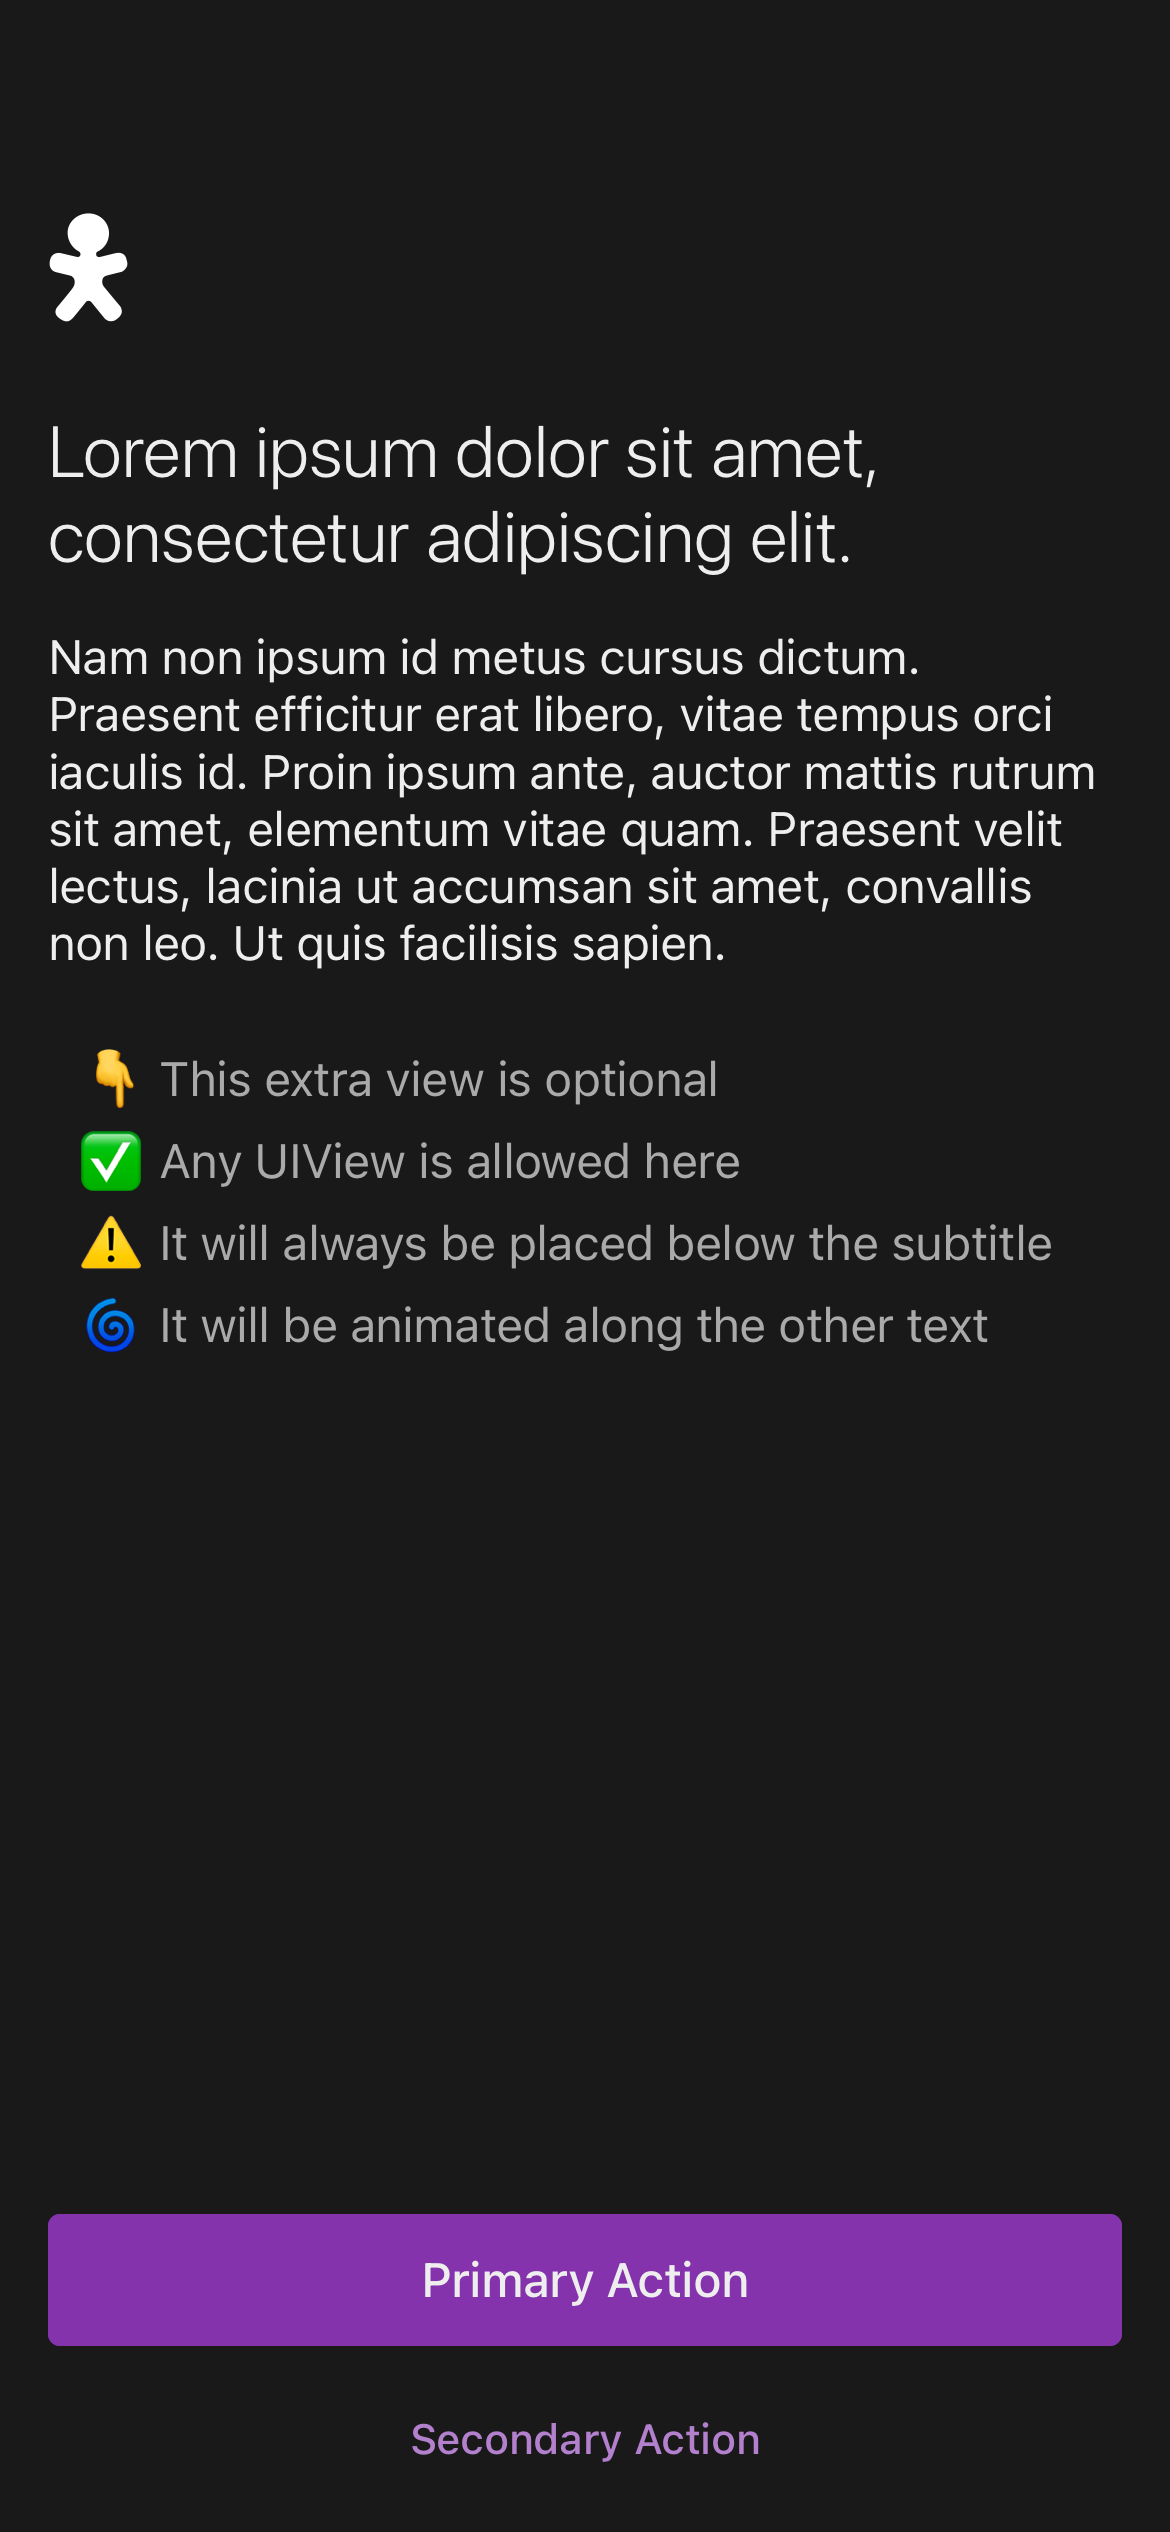 Lorem ipsum dolor sit amet,
consectetur adipiscing elit.
Nam non ipsum id metus cursus dictum.
Praesent efficitur erat libero, vitae tempus orci
iaculis id. Proin ipsum ante, auctor mattis rutrum
sit amet, elementum vitae quam. Praesent velit
lectus, lacinia ut accumsan sit amet, convallis
non leo. Ut quis facilisis sapien.
👇 This extra view is optional
✅ Any UIView is allowed here
⚠️ It will always be placed below the subtitle
🌀 It will be animated along the other text
Primary Action
Secondary Action